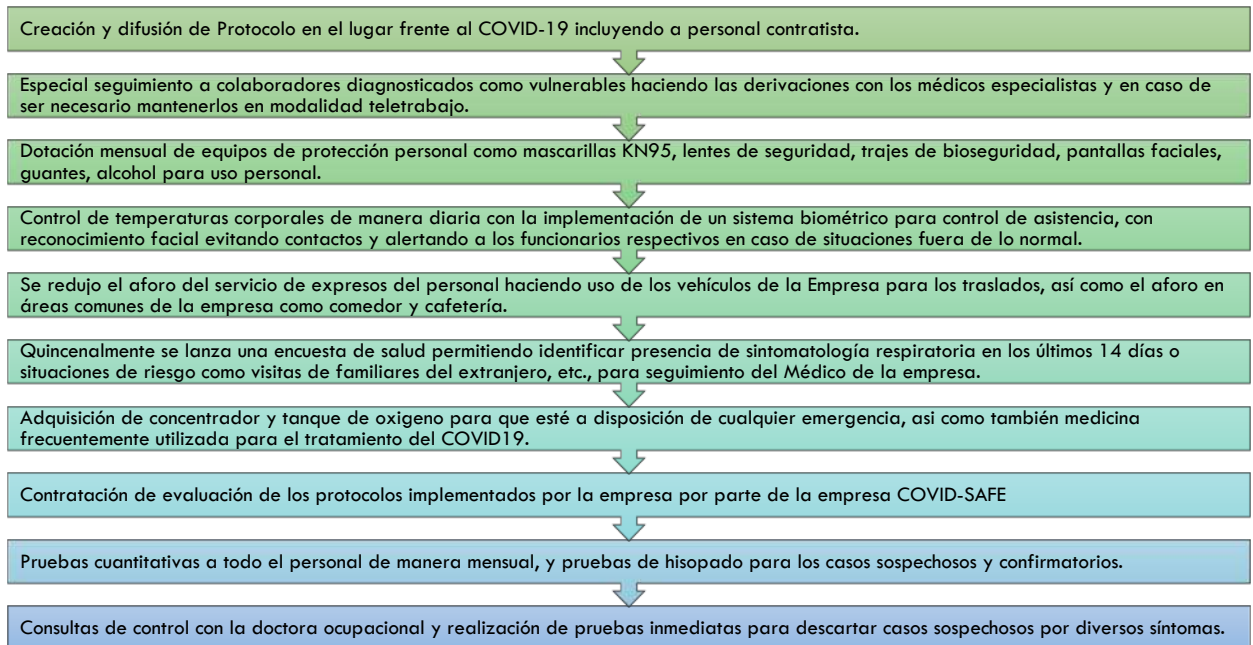 Creación y difusión de Protocolo en el lugar frente al COVID-19 incluyendo a personal contratista.
Especial seguimiento a colaboradores diagnosticados como vulnerables haciendo las derivaciones con los médicos especialistas y en caso de
ser necesario mantenerlos en modalidad teletrabajo.
Dotación mensual de equipos de protección personal como mascarillas KN95, lentes de seguridad, trajes de bioseguridad, pantallas faciales,
guantes, alcohol para uso personal.
Control de temperaturas corporales de manera diaria con la implementación de un sistema biométrico para control de asistencia, con
reconocimiento facial evitando contactos y alertando a los funcionarios respectivos en caso de situaciones fuera de lo normal.
Se redujo el aforo del servicio de expresos del personal haciendo uso de los vehículos de la Empresa para los traslados, así como el aforo en
áreas comunes de la empresa como comedor y cafetería.
Quincenalmente se lanza una encuesta de salud permitiendo identificar presencia de sintomatología respiratoria en los últimos 14 días o
situaciones de riesgo como visitas de familiares del extranjero, etc., para seguimiento del Médico de la empresa.
Adquisición de concentrador y tanque de oxigeno para que esté a disposición de cualquier emergencia, asi como también medicina
frecuentemente utilizada para el tratamiento del COVID19.
Contratación de evaluación de los protocolos implementados por la empresa por parte de la empresa COVID-SAFE
Pruebas cuantitativas a todo el personal de manera mensual, y pruebas de hisopado para los casos sospechosos y confirmatorios.
Consultas de control con la doctora ocupacional y realización de pruebas inmediatas para descartar casos sospechosos por diversos síntomas.